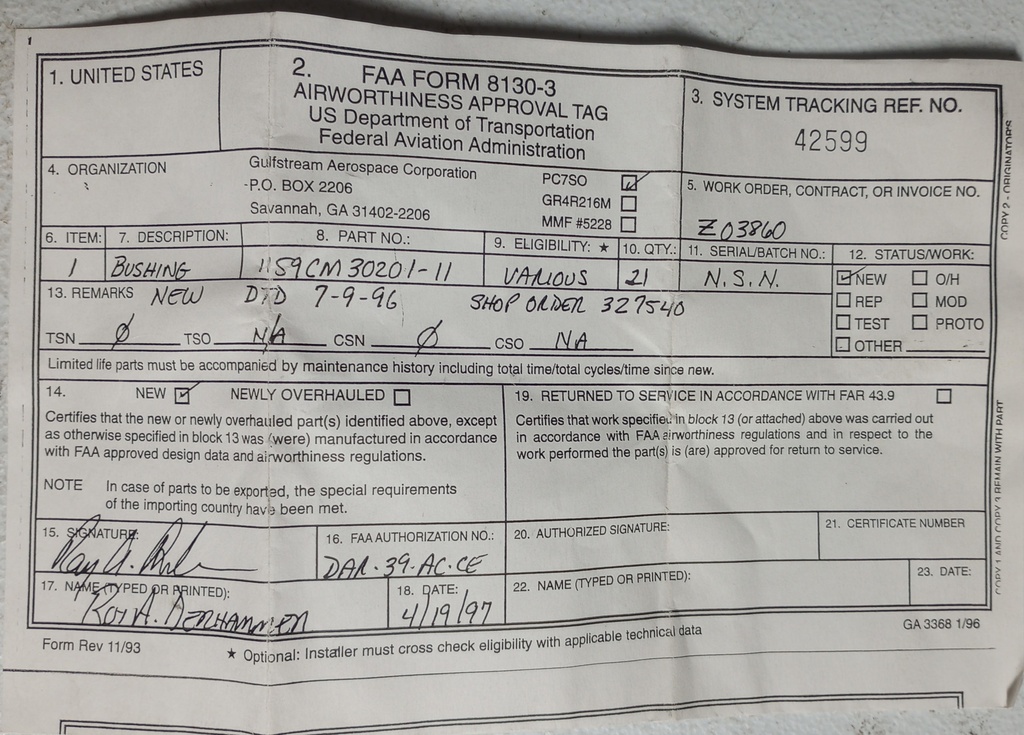 1. UNITED STATES
2. FAA FORM 8130-3
AIRWORTHINESS APPROVAL TAG
US Department of Transportation
Federal Aviation Administration
3. SYSTEM TRACKING REF. NO.
42599
4. ORGANIZATION
Gulfstream Aerospace Corporation
P.O. BOX 2206
Savannah, GA 31402-2206
PC7SO
GR4R216M
MMF #5228
5. WORK ORDER, CONTRACT, OR INVOICE NO.
Z03860
6. ITEM: 7. DESCRIPTION: 8. PART NO.: 9. ELIGIBILITY: ★ 10. QTY.: 11. SERIAL/BATCH NO.: 12. STATUS/WORK:
1 BUSHING 1159CM30201-11 VARIOUS 21 N.S.N.
NEW O/H
REP MOD
TEST PROTO
OTHER
13. REMARKS NEW DTD 7-9-96 SHOP ORDER 327540
TSN Ø TSO N/A CSN Ø CSO NA
Limited life parts must be accompanied by maintenance history including total time/total cycles/time since new.
14. NEW NEWLY OVERHAULED
Certifies that the new or newly overhauled part(s) identified above, except
as otherwise specified in block 13 was (were) manufactured in accordance
with FAA approved design data and airworthiness regulations.
NOTE In case of parts to be exported, the special requirements
of the importing country have been met.
19. RETURNED TO SERVICE IN ACCORDANCE WITH FAR 43.9
Certifies that work specified in block 13 (or attached) above was carried out
in accordance with FAA airworthiness regulations and in respect to the
work performed the part(s) is (are) approved for return to service.
15. SIGNATURE:
16. FAA AUTHORIZATION NO.:
DAR-39-AC-CE
20. AUTHORIZED SIGNATURE:
21. CERTIFICATE NUMBER
17. NAME (TYPED OR PRINTED):
Roy A.
18. DATE:
4/19/97
22. NAME (TYPED OR PRINTED):
23. DATE:
Form Rev 11/93
★ Optional: Installer must cross check eligibility with applicable technical data
GA 3368 1/96
COPY 2 - ORIGINATOR'S
COPY 1 AND COPY 3 REMAIN WITH PART